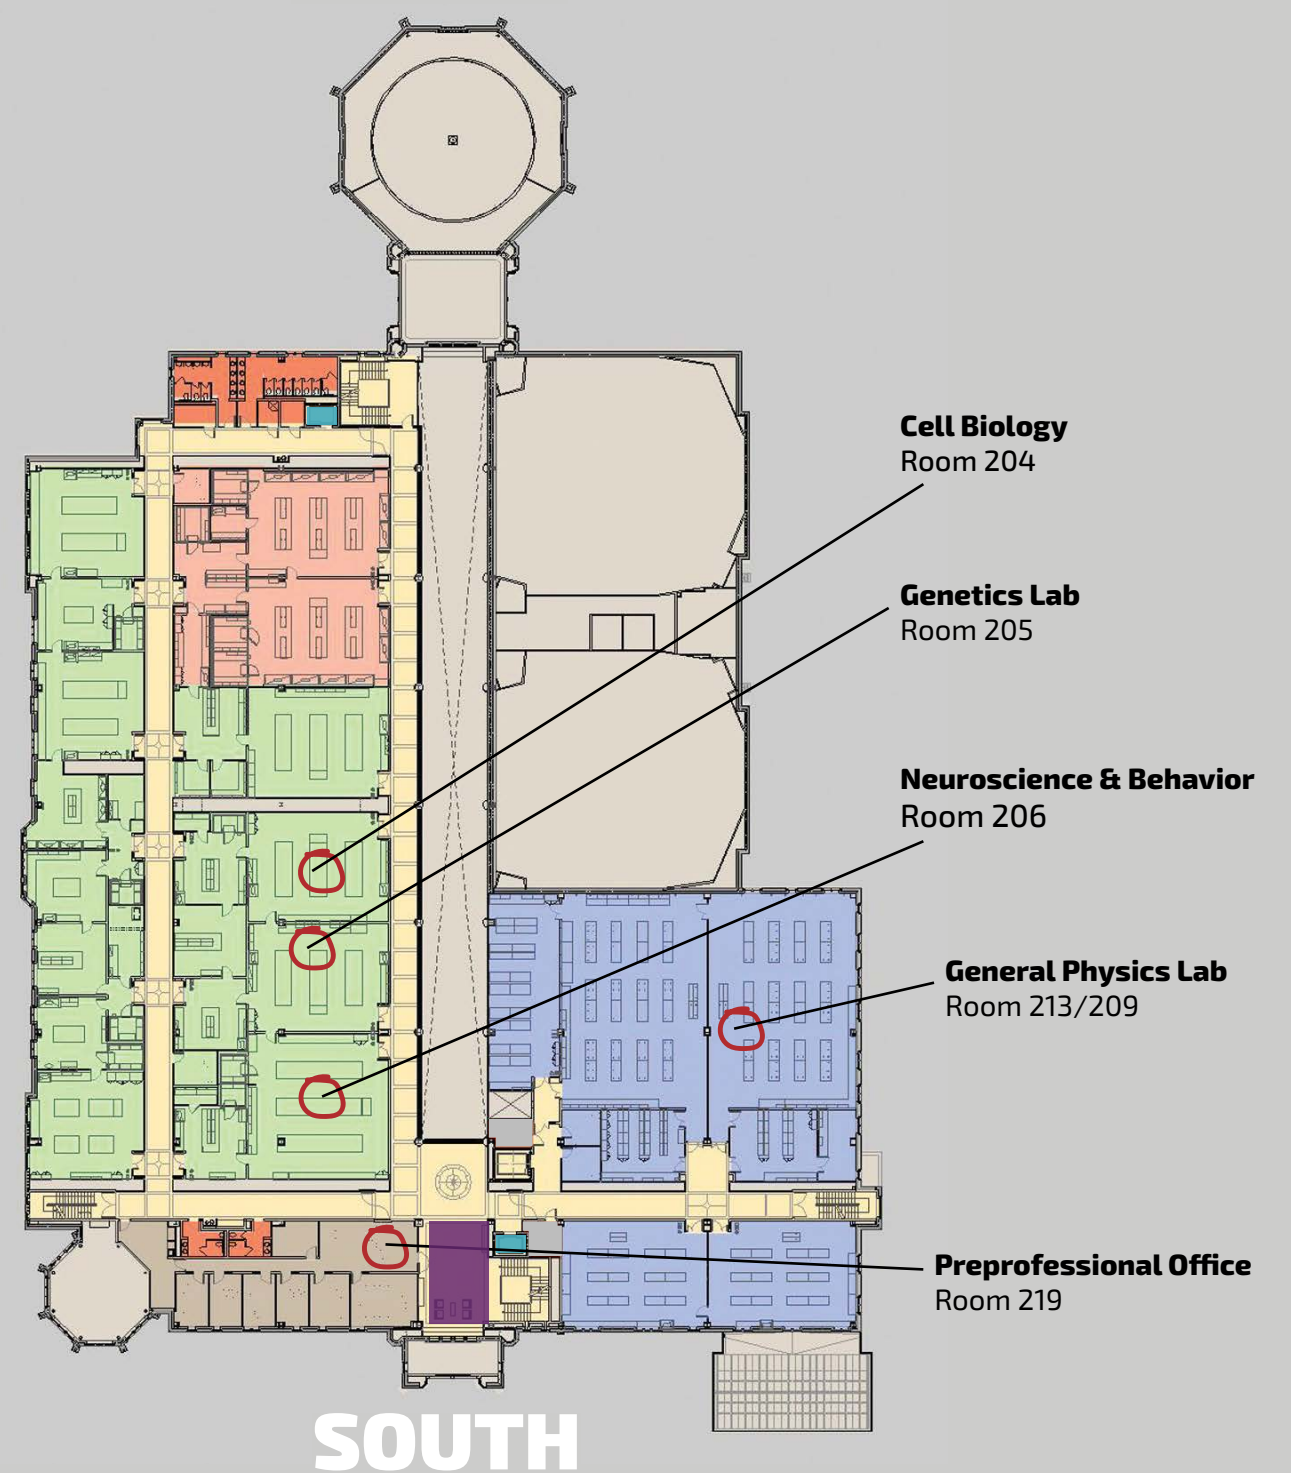 Cell Biology
Room 204
Genetics Lab
Room 205
Neuroscience & Behavior
Room 206
General Physics Lab
Room 213/209
Preprofessional Office
Room 219
SOUTH